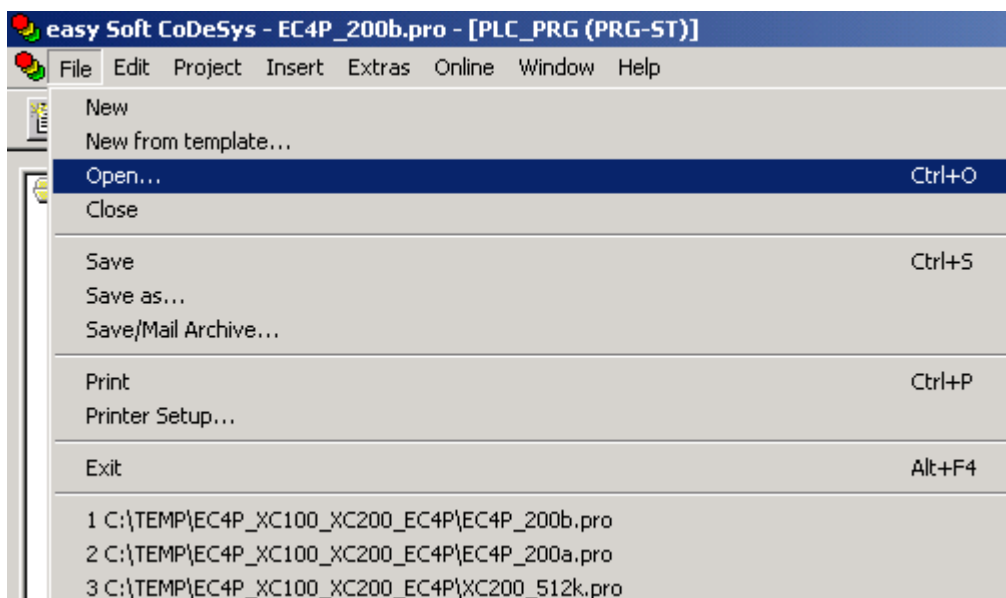 easy Soft CoDeSys - EC4P_200b.pro - [PLC_PRG (PRG-ST)]
File Edit Project Insert Extras Online Window Help
New
New from template...
Open... Ctrl+O
Close
Save Ctrl+S
Save as...
Save/Mail Archive...
Print Ctrl+P
Printer Setup...
Exit Alt+F4
1 C:\TEMP\EC4P_XC100_XC200_EC4P\EC4P_200b.pro
2 C:\TEMP\EC4P_XC100_XC200_EC4P\EC4P_200a.pro
3 C:\TEMP\EC4P_XC100_XC200_EC4P\XC200_512k.pro